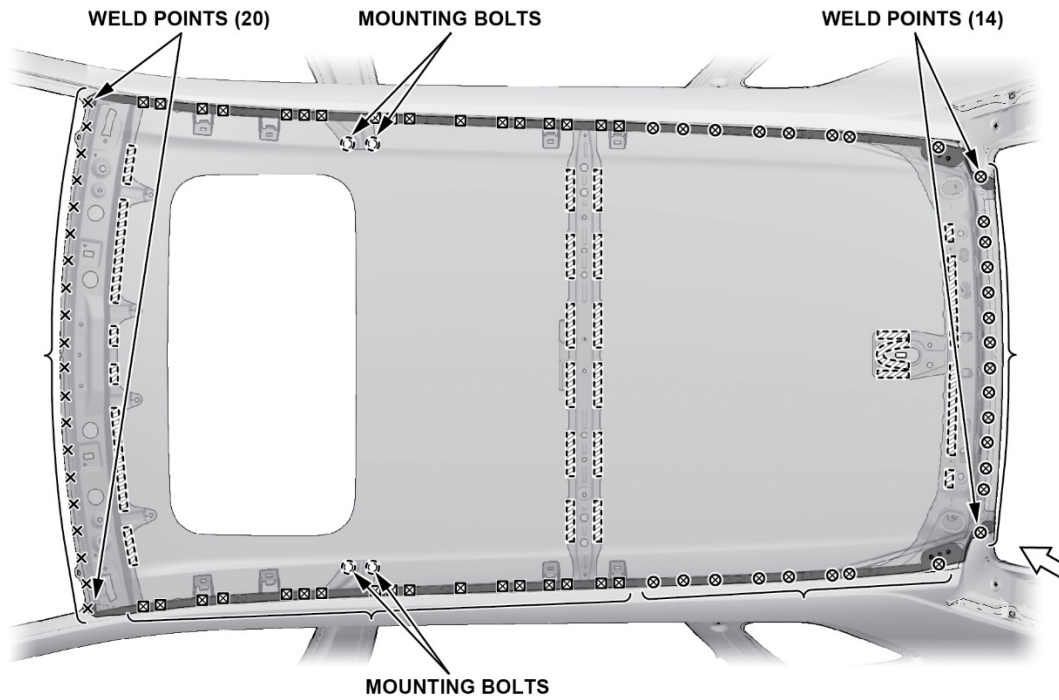 WELD POINTS (20)
MOUNTING BOLTS
WELD POINTS (14)
MOUNTING BOLTS